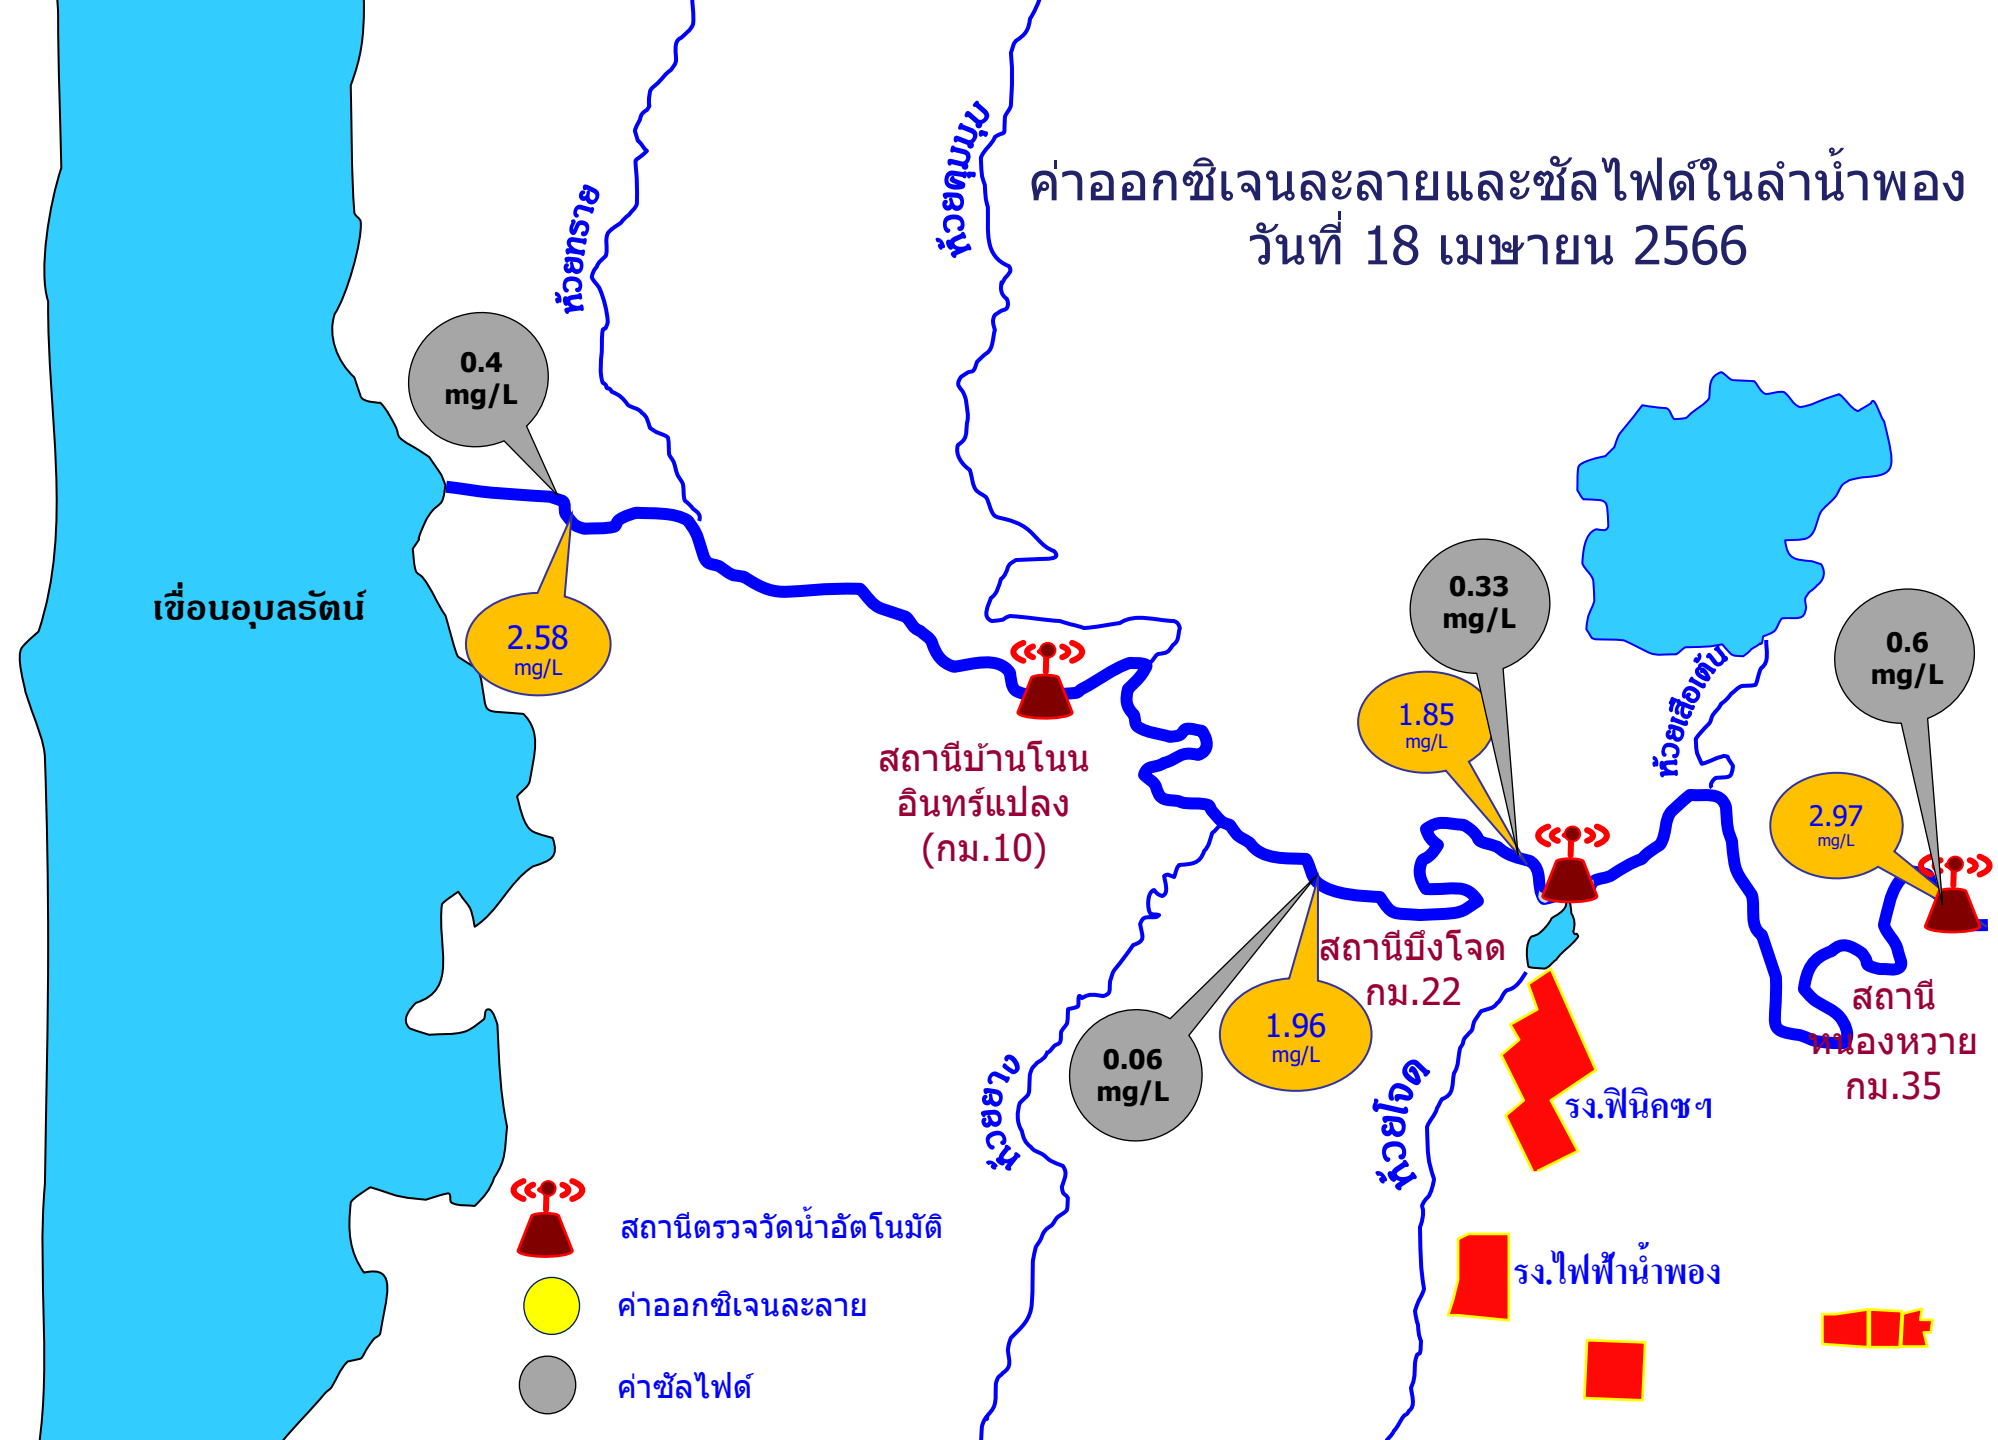 ค่าออกซิเจนละลายและซัลไฟด์ในลำน้ำพอง
วันที่ 18 เมษายน 2566
ห้วยทราย
ห้วยคุมมุม
0.4
mg/L
เขื่อนอุบลรัตน์
2.58
mg/L
0.33
mg/L
0.6
mg/L
1.85
mg/L
ห้วยเสือเต้น
2.97
mg/L
สถานีบ้านโนน
อินทร์แปลง
(กม.10)
สถานีบึงโจด
กม.22
สถานี
หนองหวาย
กม.35
1.96
mg/L
0.06
mg/L
ห้วยยาง
ห้วยโจด
รง.ฟินิคซฯ
รง.ไฟฟ้าน้ำพอง
สถานีตรวจวัดน้ำอัตโนมัติ
ค่าออกซิเจนละลาย
ค่าซัลไฟด์